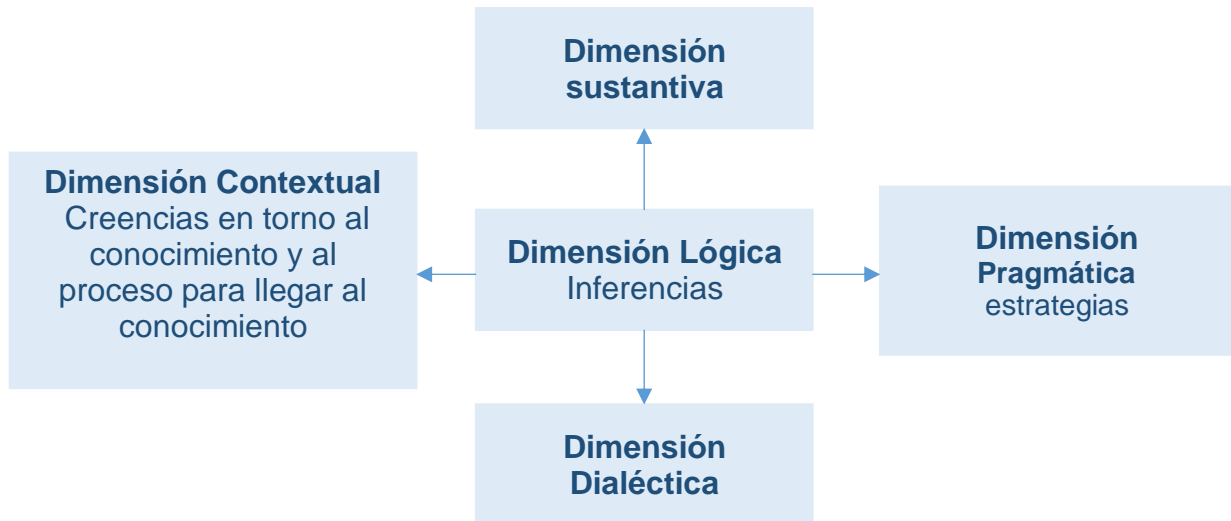 Dimensión
sustantiva
Dimensión Contextual
Creencias en torno al
conocimiento y al
proceso para llegar al
conocimiento
Dimensión Lógica
Inferencias
Dimensión
Pragmática
estrategias
Dimensión
Dialéctica